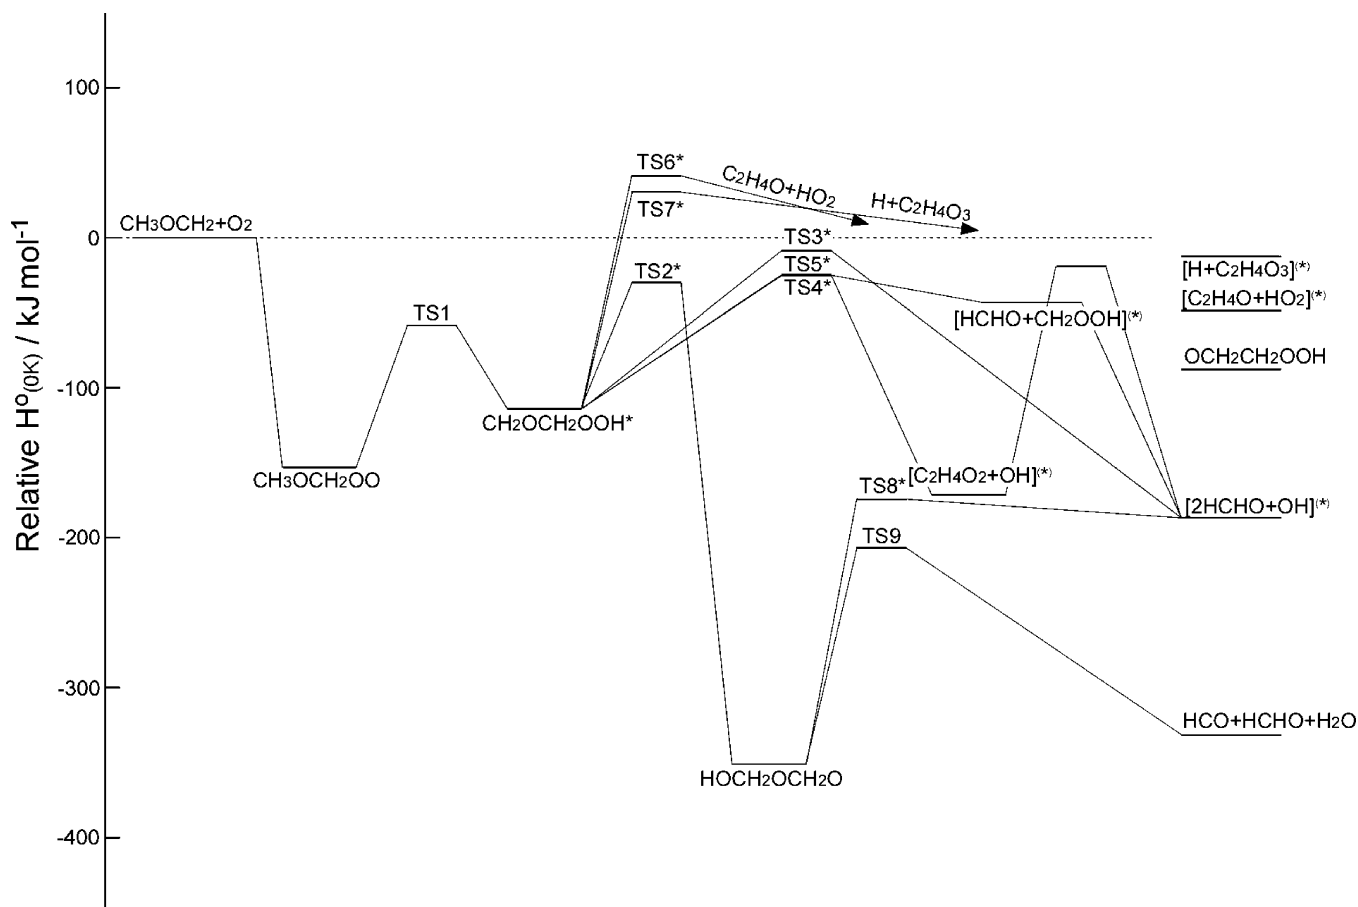 Relative Hº(0K) / kJ mol-1
100
0
-100
-200
-300
-400
CH3OCH2+O2
CH3OCH2OO
TS1
CH2OCH2OOH*
TS6*
TS7*
TS2*
C2H4O+HO2
H+C2H4O3
TS3*
TS5*
TS4*
[HCHO+CH2OOH](*)
[C2H4O2+OH](*)
TS8*
TS9
HOCH2OCH2O
[H+C2H4O3](*)
[C2H4O+HO2](*)
OCH2CH2OOH
[2HCHO+OH](*)
HCO+HCHO+H2O